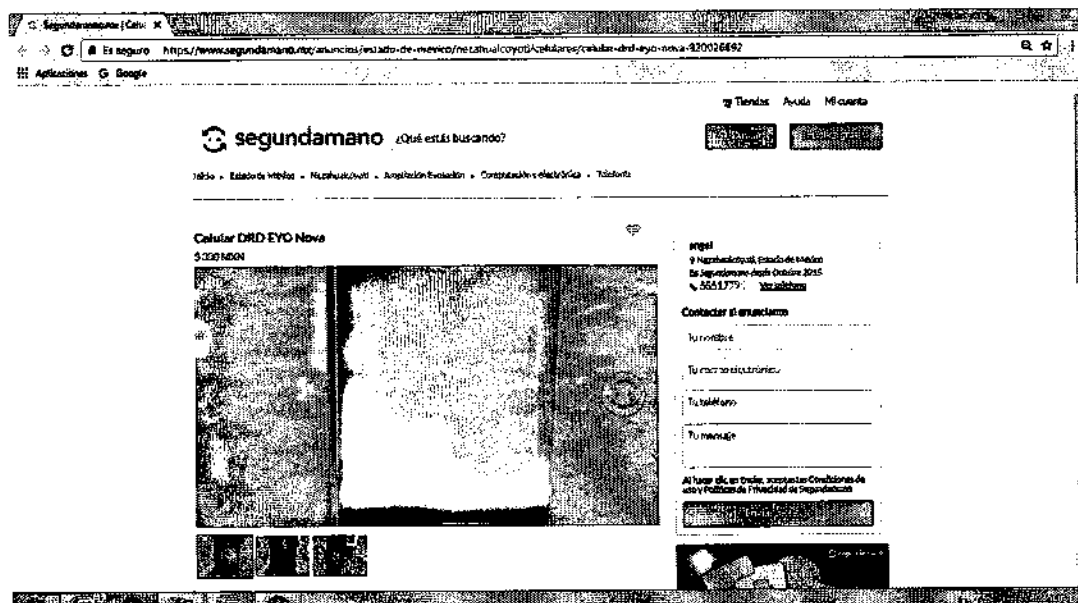 Segundamano.mx | Celul
Es seguro https://www.segundamano.mx/anuncios/estado-de-mexico/nezahualcoyotl/celulares/celular-drd-eyo-nova-920026692
Aplicaciones G Google
Tiendas Ayuda Mi cuenta
segundamano ¿Qué estás buscando?
Inicio Estado de México Nezahualcóyotl Ampliación Evolución Computación y electrónica Telefonía
Celular DRD EYO Nova
MXN
angel
Nezahualcóyotl, Estado de México
En Segundamano desde Octubre 2015
Ver teléfono
Contactar al anunciante
Tu nombre
Tu correo electrónico
Tu teléfono
Tu mensaje
Al hacer clic en Enviar, aceptas las Condiciones de
uso y Políticas de Privacidad de Segundamano